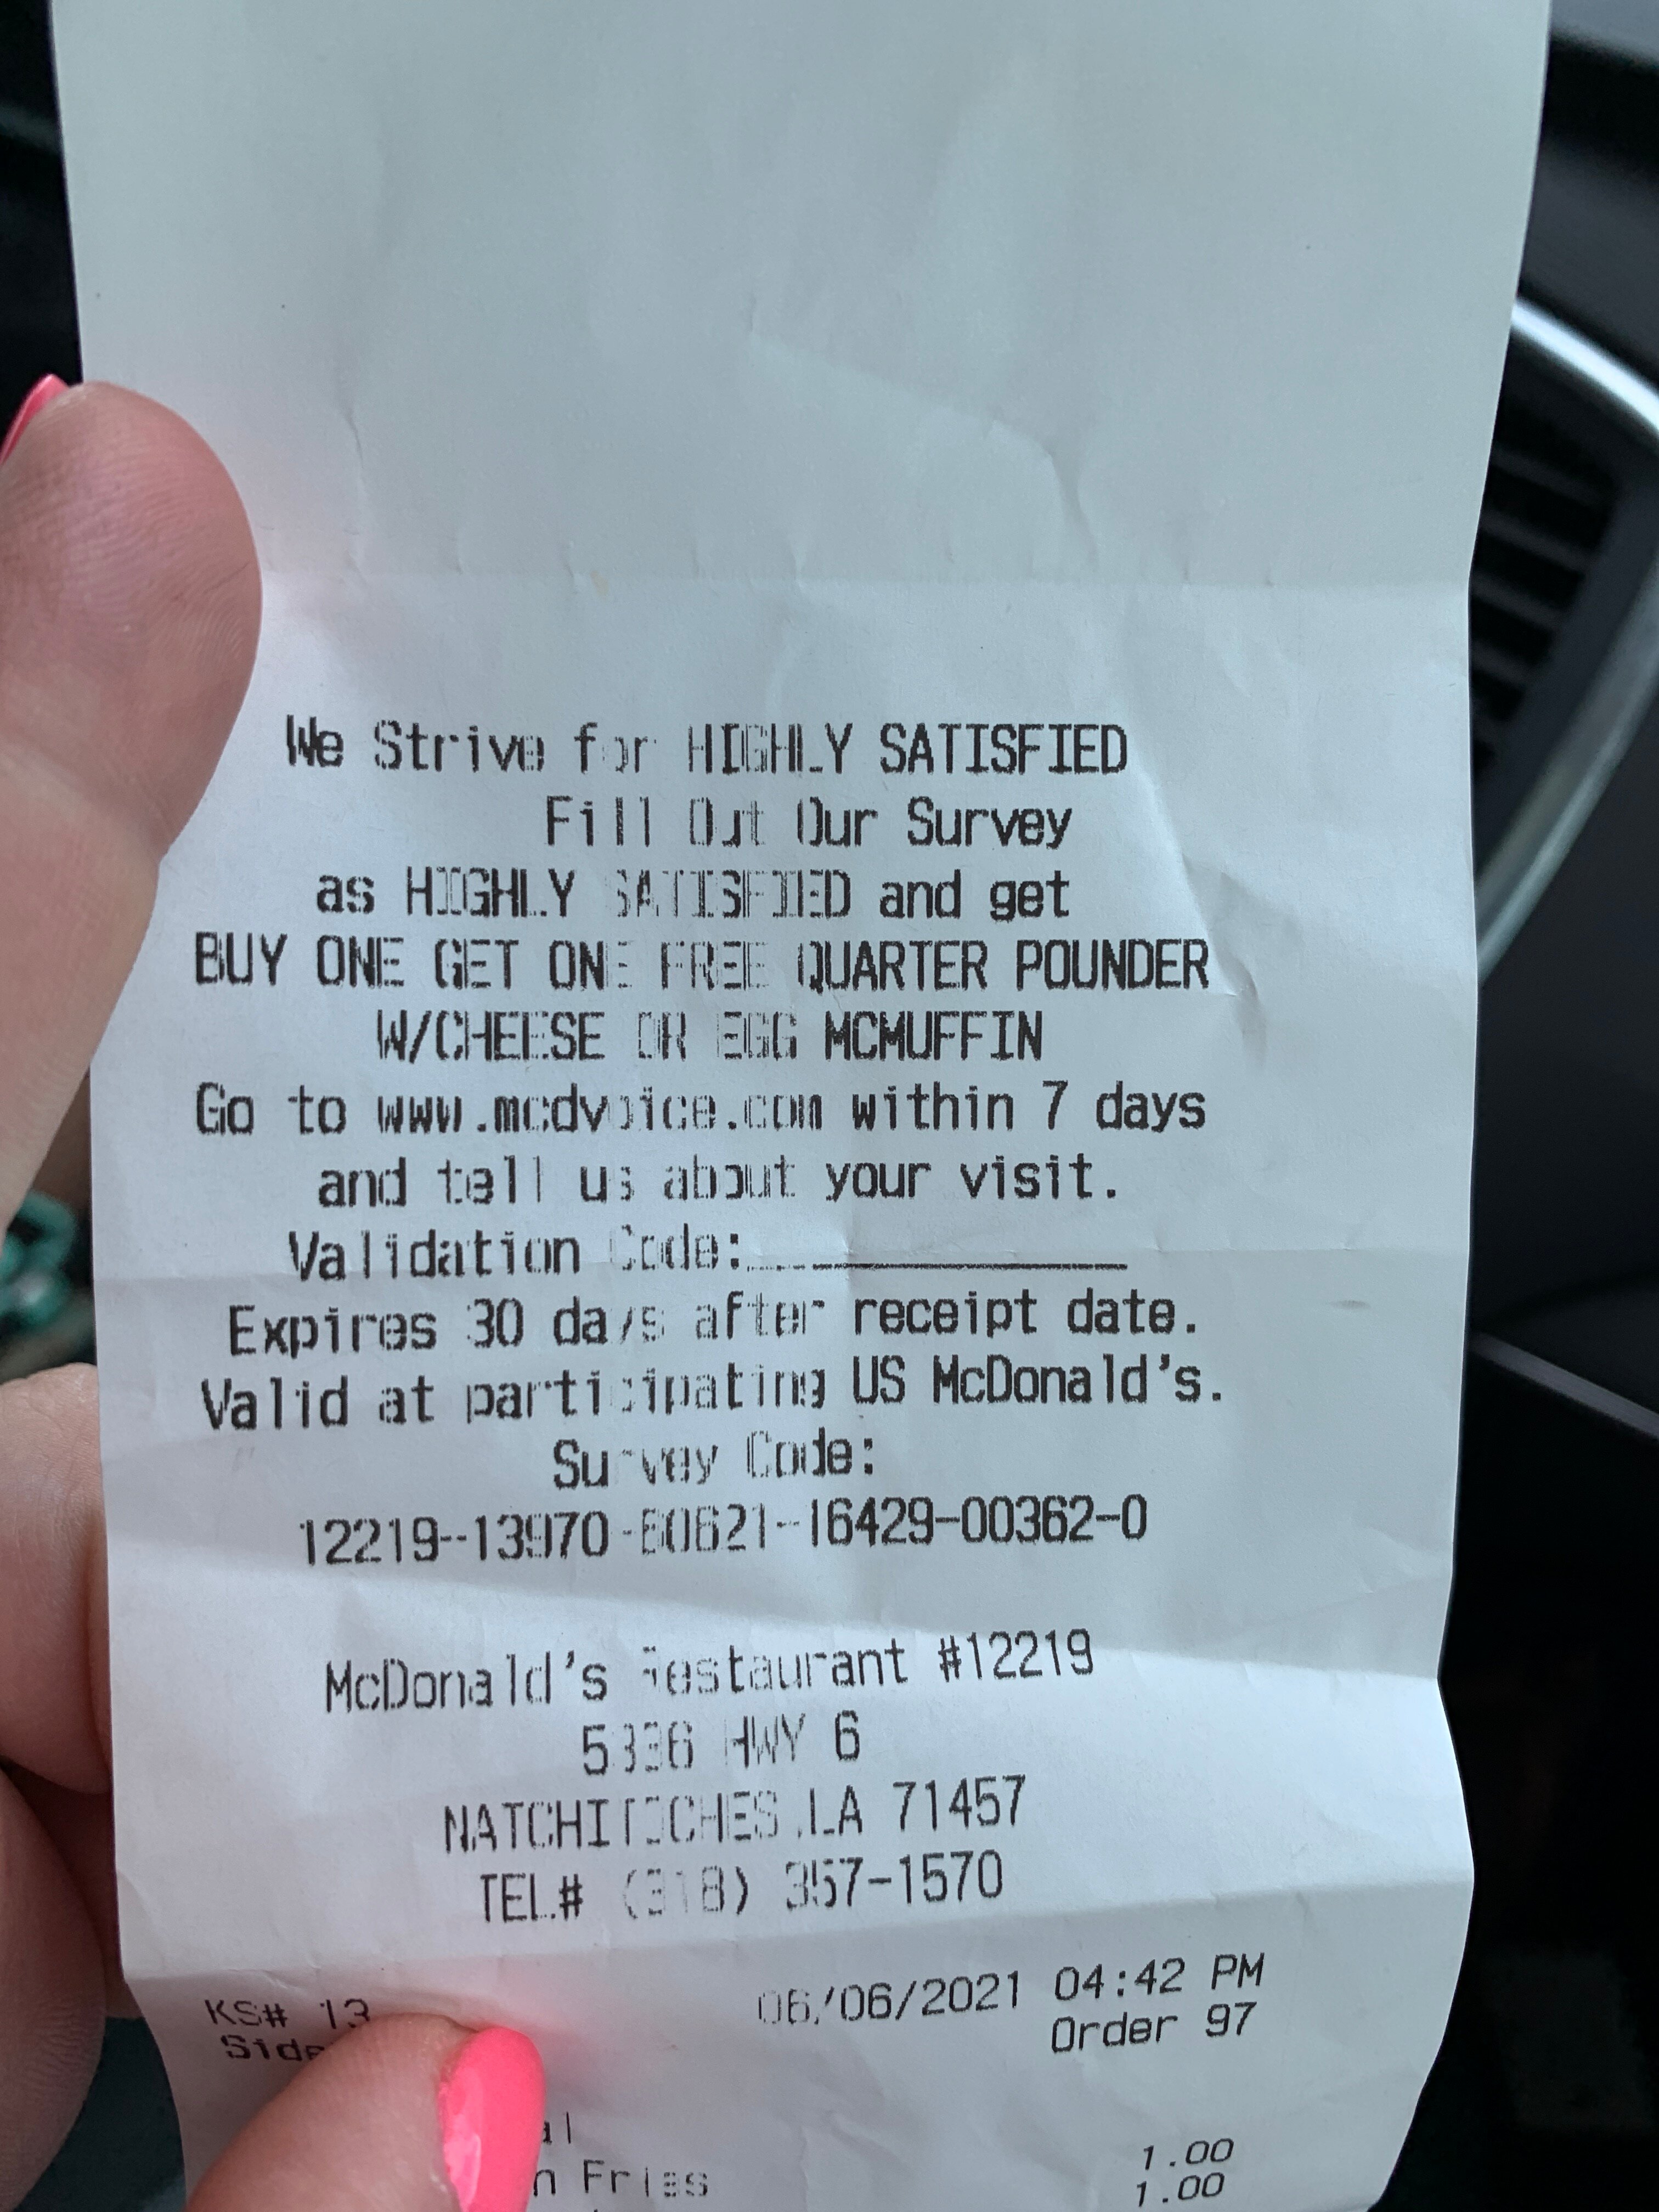 We Strive for HIGHLY SATISFIED
Fill Out Our Survey
as HIGHLY SATISFIED and get
BUY ONE GET ONE FREE QUARTER POUNDER
W/CHEESE OR EGG MCMUFFIN
Go to www.mcdvoice.com within 7 days
and tell us about your visit.
Validation Code:
Expires 30 days after receipt date.
Valid at participating US McDonald's.
Survey Code:
12219-13970-60621-16429-00362-0
McDonald's Restaurant #12219
5336 HWY 6
NATCHITOCHES,LA 71457
TEL# (318) 357-1570
KS# 13 06/06/2021 04:42 PM
Order 97
1.00
Fries 1.00